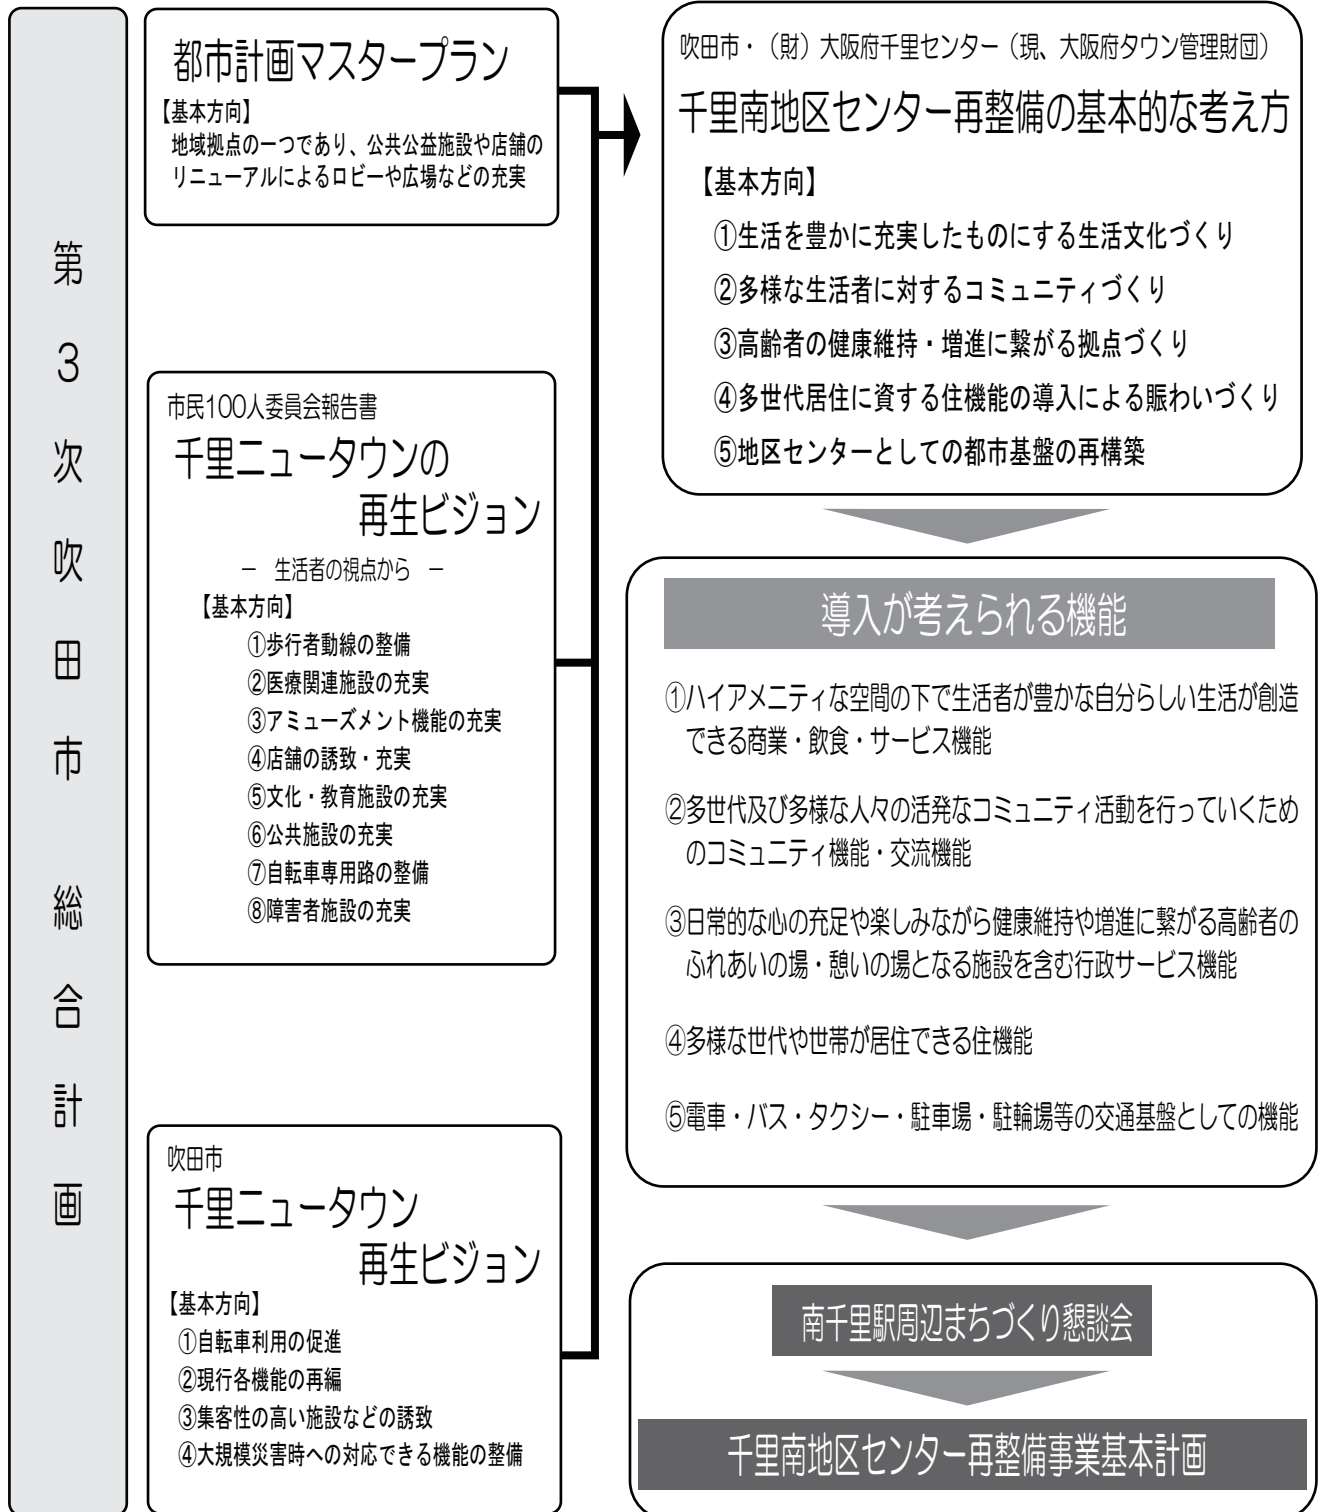 第3次吹田市 総合計画
都市計画マスタープラン
【基本方向】
地域拠点の一つであり、公共公益施設や店舗の
リニューアルによるロビーや広場などの充実
市民100人委員会報告書
千里ニュータウンの
再生ビジョン
－ 生活者の視点から －
【基本方向】
①歩行者動線の整備
②医療関連施設の充実
③アミューズメント機能の充実
④店舗の誘致・充実
⑤文化・教育施設の充実
⑥公共施設の充実
⑦自転車専用路の整備
⑧障害者施設の充実
吹田市
千里ニュータウン
再生ビジョン
【基本方向】
①自転車利用の促進
②現行各機能の再編
③集客性の高い施設などの誘致
④大規模災害時への対応できる機能の整備
吹田市・（財）大阪府千里センター（現、大阪府タウン管理財団）
千里南地区センター再整備の基本的な考え方
【基本方向】
①生活を豊かに充実したものにする生活文化づくり
②多様な生活者に対するコミュニティづくり
③高齢者の健康維持・増進に繋がる拠点づくり
④多世代居住に資する住機能の導入による賑わいづくり
⑤地区センターとしての都市基盤の再構築
導入が考えられる機能
①ハイアメニティな空間の下で生活者が豊かな自分らしい生活が創造
できる商業・飲食・サービス機能
②多世代及び多様な人々の活発なコミュニティ活動を行っていくため
のコミュニティ機能・交流機能
③日常的な心の充足や楽しみながら健康維持や増進に繋がる高齢者の
ふれあいの場・憩いの場となる施設を含む行政サービス機能
④多様な世代や世帯が居住できる住機能
⑤電車・バス・タクシー・駐車場・駐輪場等の交通基盤としての機能
南千里駅周辺まちづくり懇談会
千里南地区センター再整備事業基本計画